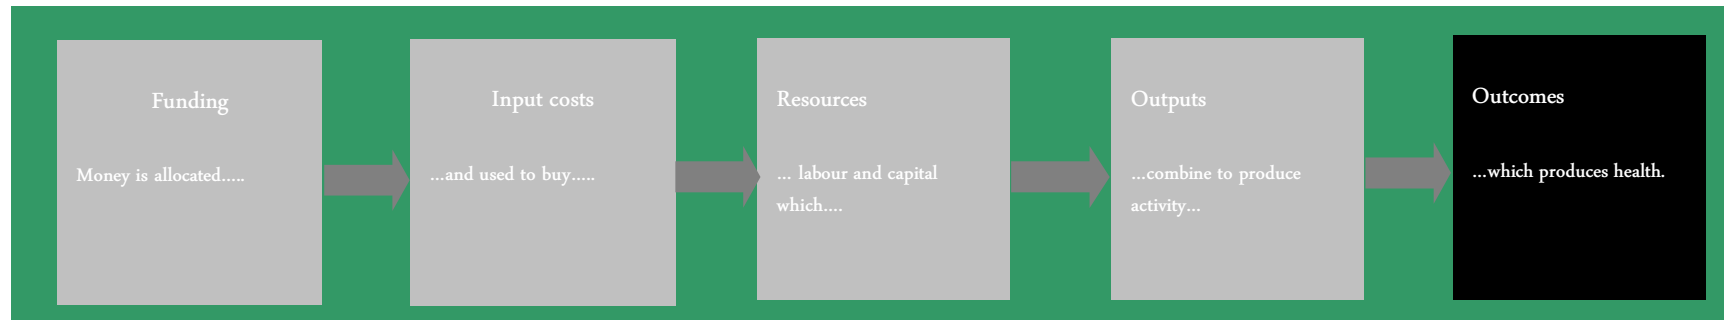 Funding
Money is allocated.....
Input costs
...and used to buy.....
Resources
... labour and capital
which....
Outputs
...combine to produce
activity...
Outcomes
...which produces health.